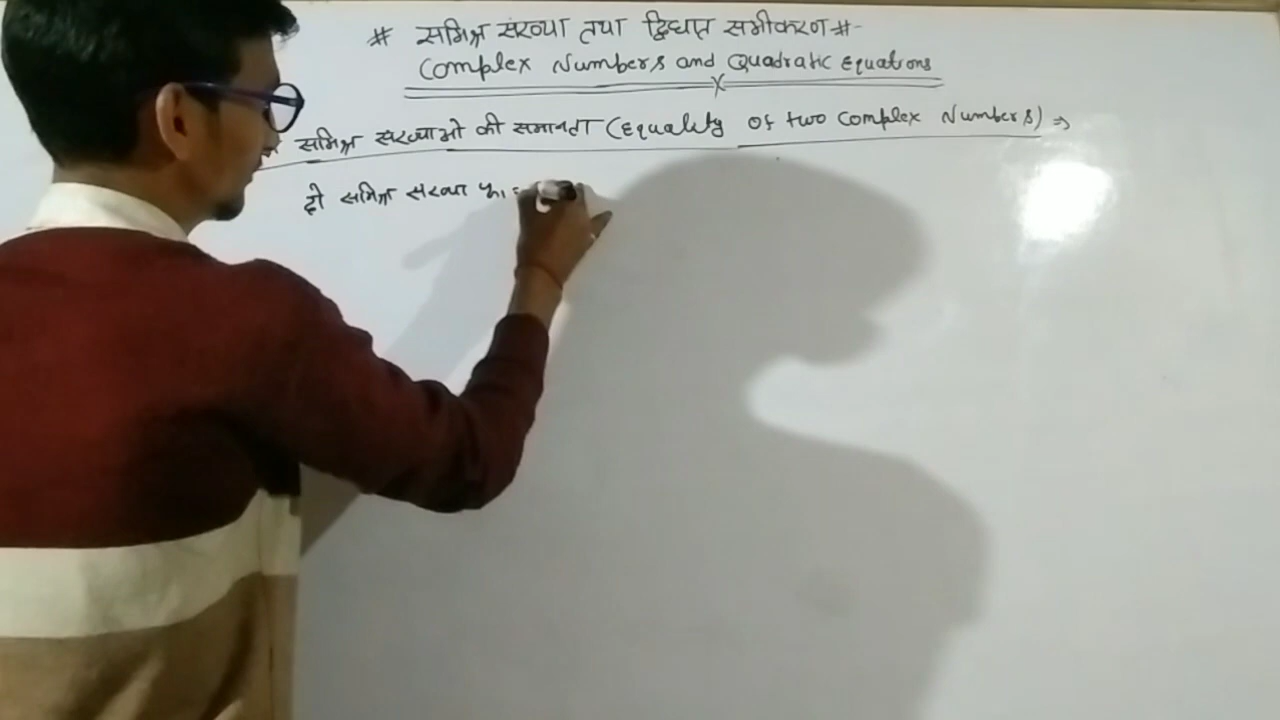 # समिश्र संख्या तथा द्विघात समीकरण #-
Complex Numbers and Quadratic Equations
समिश्र संख्याओ की समानता (Equality of two Complex Numbers) ⇒
दो समिश्र संख्या